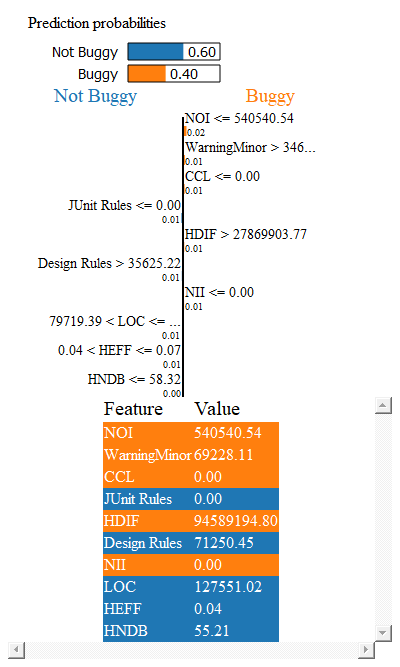 Prediction probabilities
Not Buggy 0.60
Buggy 0.40
Not Buggy Buggy
NOI <= 540540.54
0.02
WarningMinor > 346...
0.01
CCL <= 0.00
0.01
JUnit Rules <= 0.00
0.01
HDIF > 27869903.77
0.01
Design Rules > 35625.22
0.01
NII <= 0.00
0.01
79719.39 < LOC <= ...
0.01
0.04 < HEFF <= 0.07
0.01
HNDB <= 58.32
0.00
Feature Value
NOI 540540.54
WarningMinor 69228.11
CCL 0.00
JUnit Rules 0.00
HDIF 94589194.80
Design Rules 71250.45
NII 0.00
LOC 127551.02
HEFF 0.04
HNDB 55.21